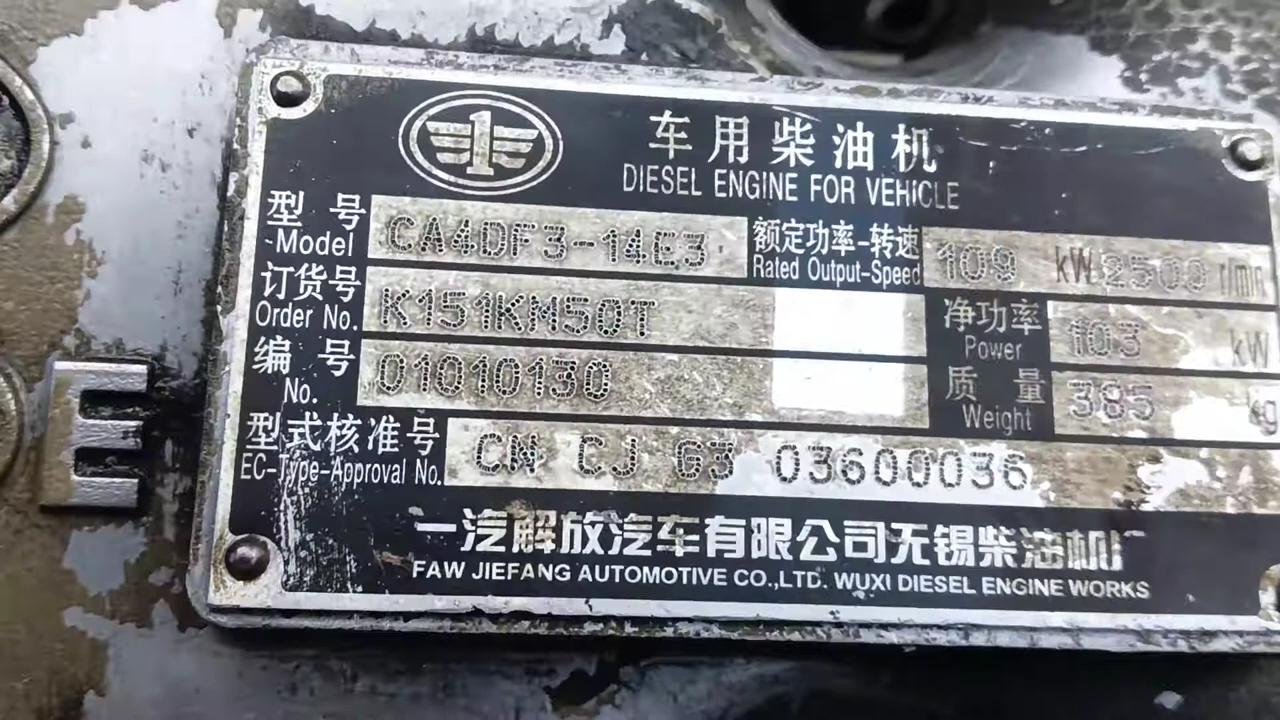 车用柴油机
DIESEL ENGINE FOR VEHICLE
型号 CA4DF3-14E3 额定功率-转速 109 kW 2500 r/min
Model Rated Output-Speed
订货号 K151KM50T 净功率 103 kW
Order No. Power
编号 01010130 质量 385 kg
No. Weight
型式核准号 CN CJ G3 03600036
EC-Type-Approval No.
一汽解放汽车有限公司无锡柴油机厂
FAW JIEFANG AUTOMOTIVE CO.,LTD. WUXI DIESEL ENGINE WORKS